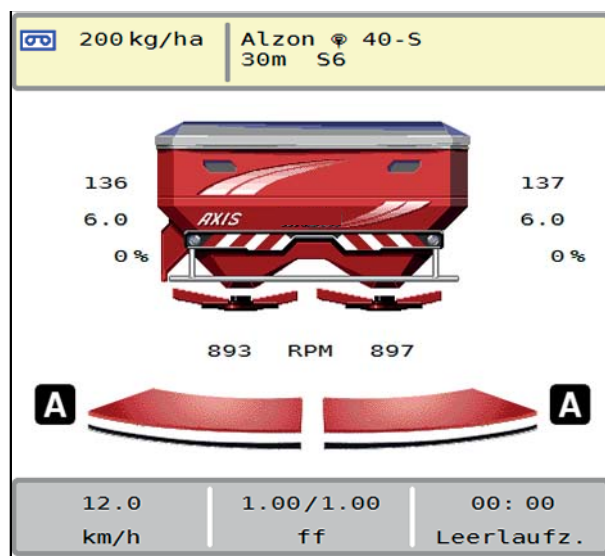 200 kg/ha
Alzon 40-S
30m S6
136
137
6.0
6.0
AXIS
0 %
0 %
893 RPM 897
A
A
12.0
1.00/1.00
00: 00
km/h
ff
Leerlaufz.